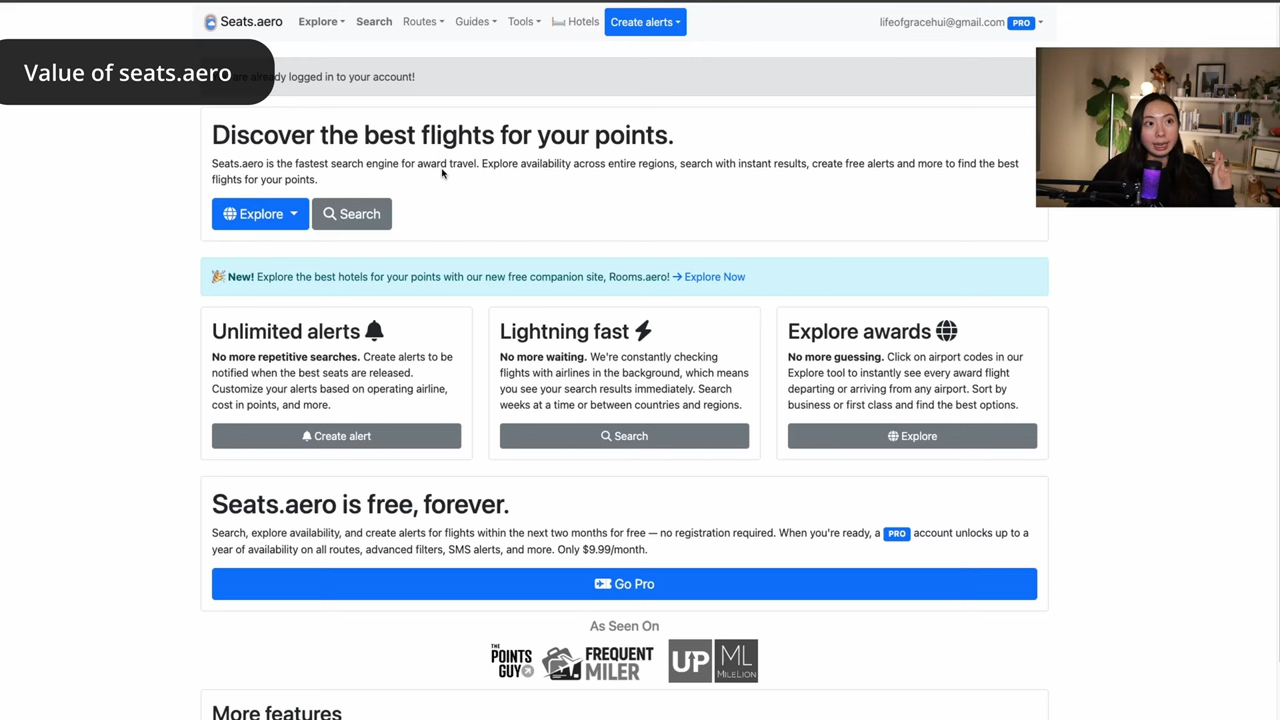 Seats.aero Explore Search Routes Guides Tools Hotels Create alerts lifeofgracehui@gmail.com PRO
Value of seats.aero
already logged in to your account!
Discover the best flights for your points.
Seats.aero is the fastest search engine for award travel. Explore availability across entire regions, search with instant results, create free alerts and more to find the best
flights for your points.
Explore Search
New! Explore the best hotels for your points with our new free companion site, Rooms.aero! → Explore Now
Unlimited alerts
No more repetitive searches. Create alerts to be
notified when the best seats are released.
Customize your alerts based on operating airline,
cost in points, and more.
Create alert
Lightning fast
No more waiting. We're constantly checking
flights with airlines in the background, which means
you see your search results immediately. Search
weeks at a time or between countries and regions.
Search
Explore awards
No more guessing. Click on airport codes in our
Explore tool to instantly see every award flight
departing or arriving from any airport. Sort by
business or first class and find the best options.
Explore
Seats.aero is free, forever.
Search, explore availability, and create alerts for flights within the next two months for free — no registration required. When you're ready, a PRO account unlocks up to a
year of availability on all routes, advanced filters, SMS alerts, and more. Only $9.99/month.
Go Pro
As Seen On
THE
POINTS
GUY
FREQUENT
MILER
UP
ML
MILELION
More features